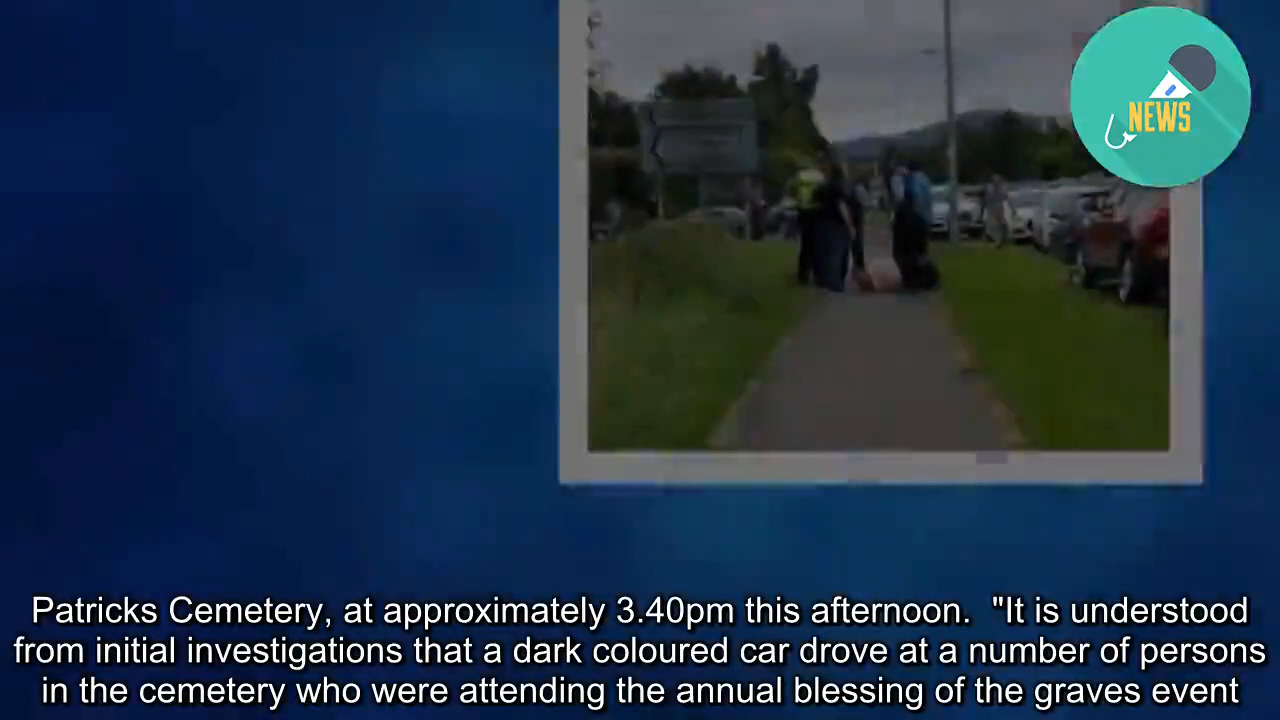 NEWS
Patricks Cemetery, at approximately 3.40pm this afternoon. "It is understood
from initial investigations that a dark coloured car drove at a number of persons
in the cemetery who were attending the annual blessing of the graves event